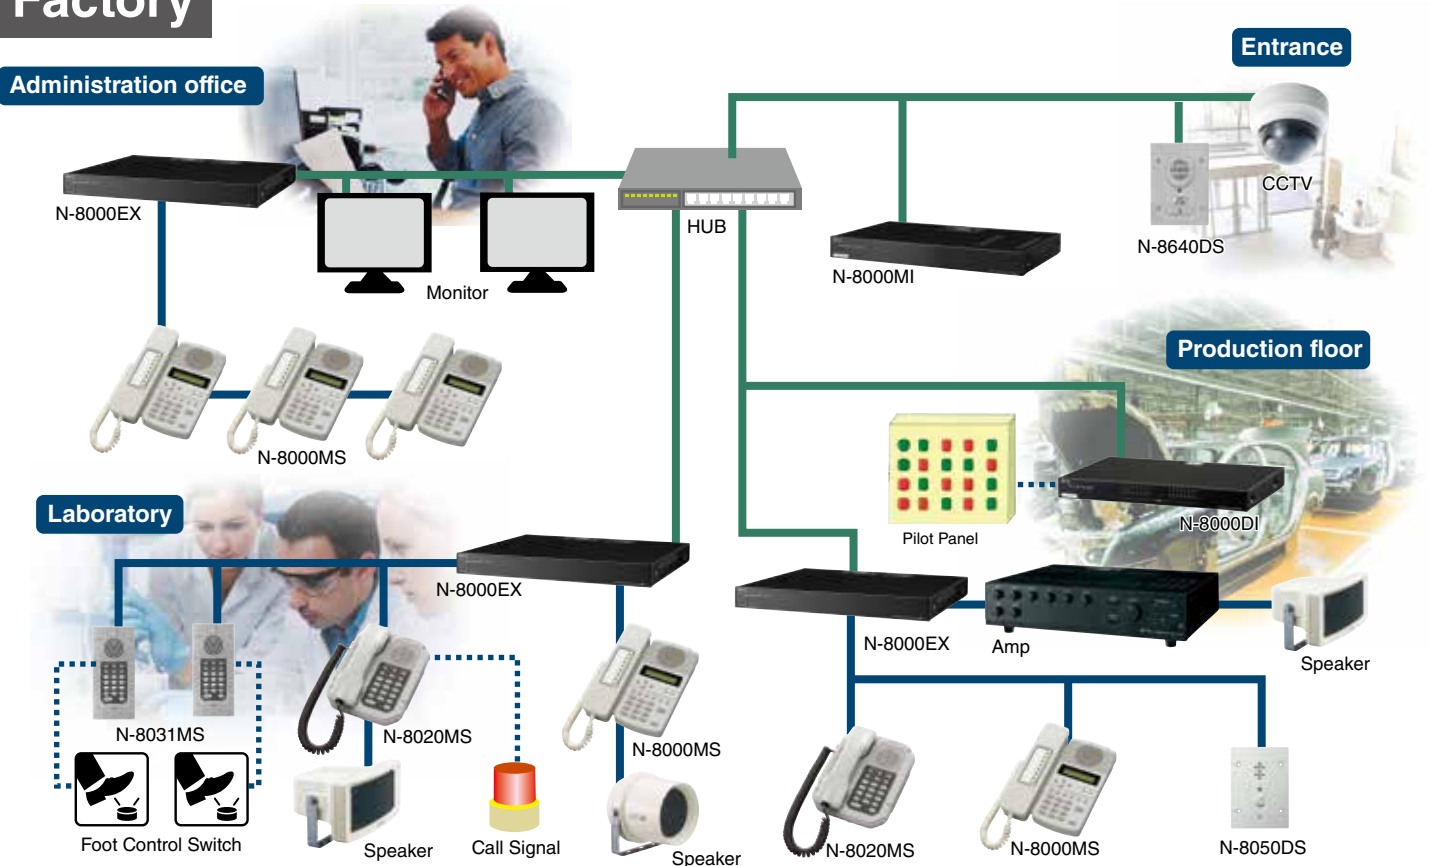 Factory
Administration office
Entrance
N-8000EX
Monitor
HUB
N-8000MI
N-8640DS
CCTV
N-8000MS
Production floor
Pilot Panel
N-8000DI
Laboratory
N-8000EX
N-8000EX
Amp
Speaker
N-8031MS
N-8020MS
N-8000MS
Foot Control Switch
Speaker
Call Signal
Speaker
N-8020MS
N-8000MS
N-8050DS